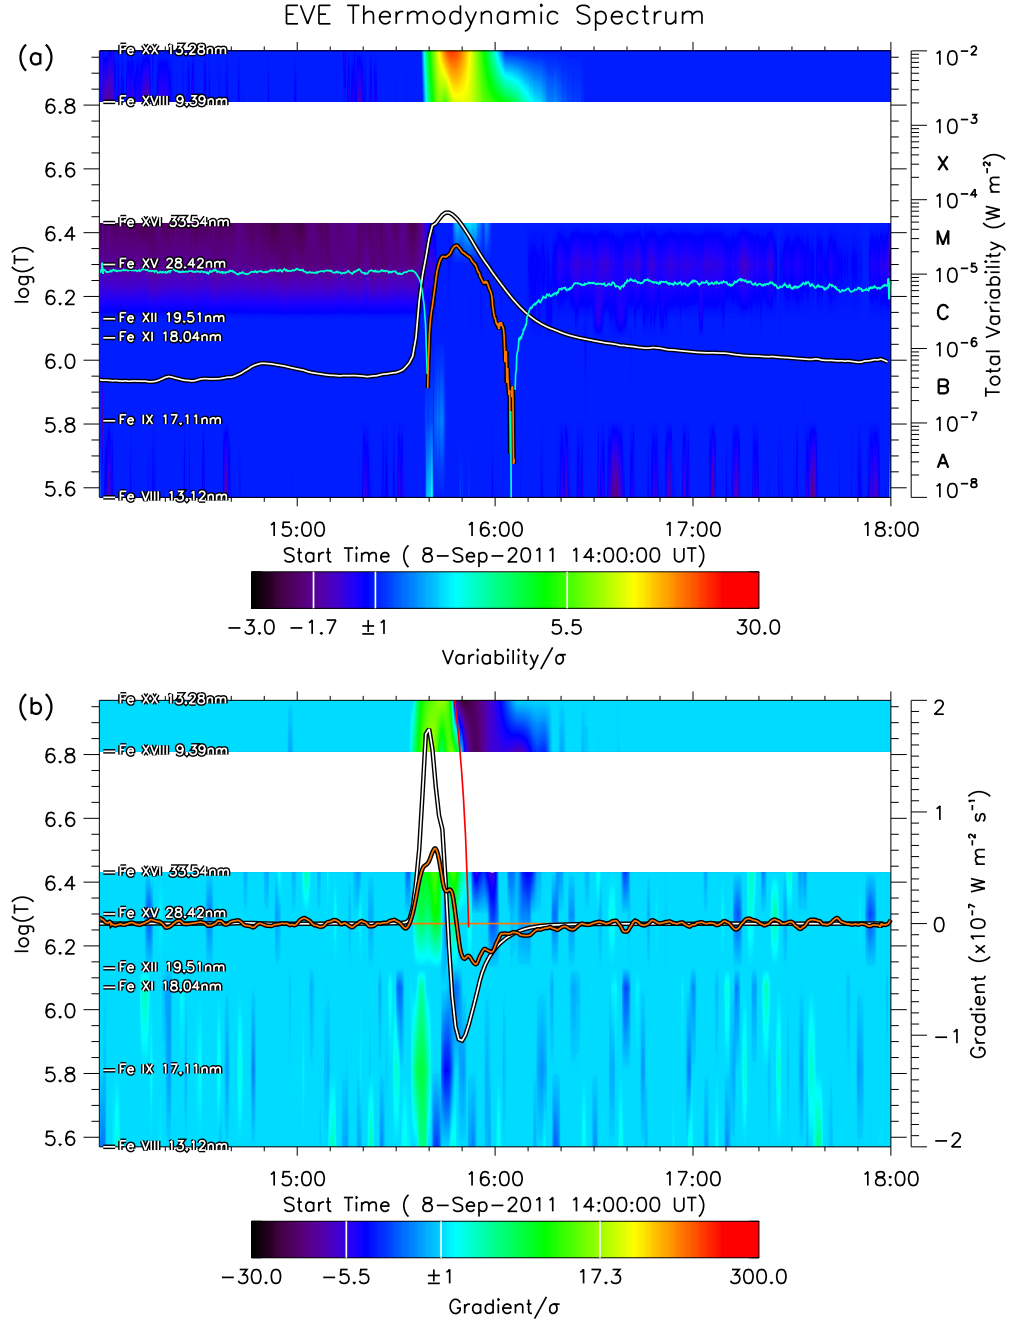 EVE Thermodynamic Spectrum
(a)
Fe XX 13.28nm
Fe XVIII 9.39nm
Fe XVI 33.54nm
Fe XV 28.42nm
Fe XII 19.51nm
Fe XI 18.04nm
Fe IX 17.11nm
Fe VIII 13.12nm
log(T)
6.8
6.6
6.4
6.2
6.0
5.8
5.6
10⁻²
10⁻³
X
10⁻⁴
M
10⁻⁵
C
10⁻⁶
B
10⁻⁷
A
10⁻⁸
Total Variability (W m⁻²)
15:00 16:00 17:00 18:00
Start Time ( 8-Sep-2011 14:00:00 UT)
-3.0 -1.7 ±1 5.5 30.0
Variability/σ
(b)
Fe XX 13.28nm
Fe XVIII 9.39nm
Fe XVI 33.54nm
Fe XV 28.42nm
Fe XII 19.51nm
Fe XI 18.04nm
Fe IX 17.11nm
Fe VIII 13.12nm
log(T)
6.8
6.6
6.4
6.2
6.0
5.8
5.6
2
1
0
-1
-2
Gradient (x10⁻⁷ W m⁻² s⁻¹)
15:00 16:00 17:00 18:00
Start Time ( 8-Sep-2011 14:00:00 UT)
-30.0 -5.5 ±1 17.3 300.0
Gradient/σ